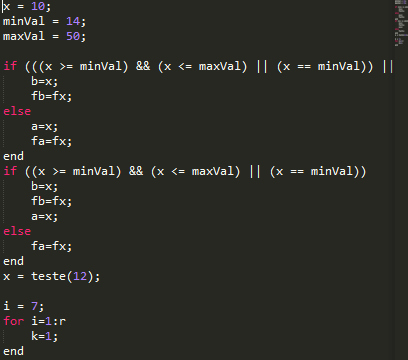 x = 10;
minVal = 14;
maxVal = 50;
if (((x >= minVal) && (x <= maxVal) || (x == minVal)) ||
b=x;
fb=fx;
else
a=x;
fa=fx;
end
if ((x >= minVal) && (x <= maxVal) || (x == minVal))
b=x;
fb=fx;
a=x;
else
fa=fx;
end
x = teste(12);
i = 7;
for i=1:r
k=1;
end